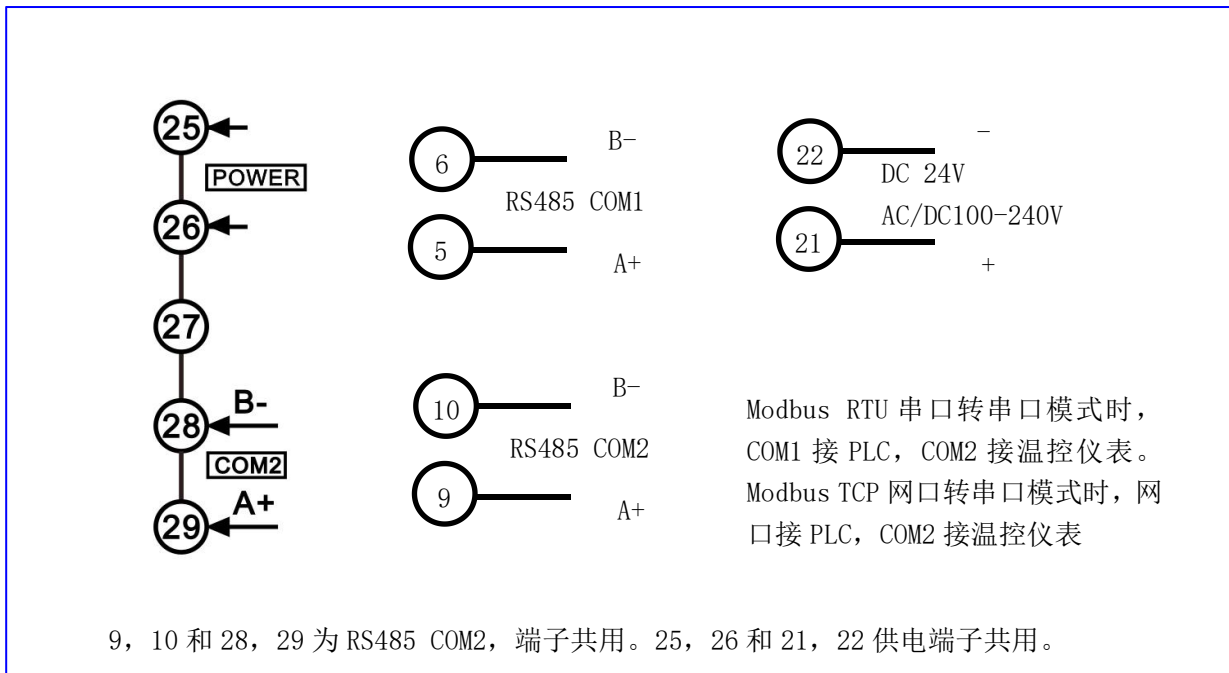 25
POWER
26
27
B-
28
COM2
A+
29
B-
6
RS485 COM1
5
A+
B-
10
RS485 COM2
9
A+
-
22
DC 24V
AC/DC100-240V
21
+
Modbus RTU 串口转串口模式时，
COM1 接 PLC，COM2 接温控仪表。
Modbus TCP 网口转串口模式时，网
口接 PLC，COM2 接温控仪表
9，10 和 28，29 为 RS485 COM2，端子共用。25，26 和 21，22 供电端子共用。